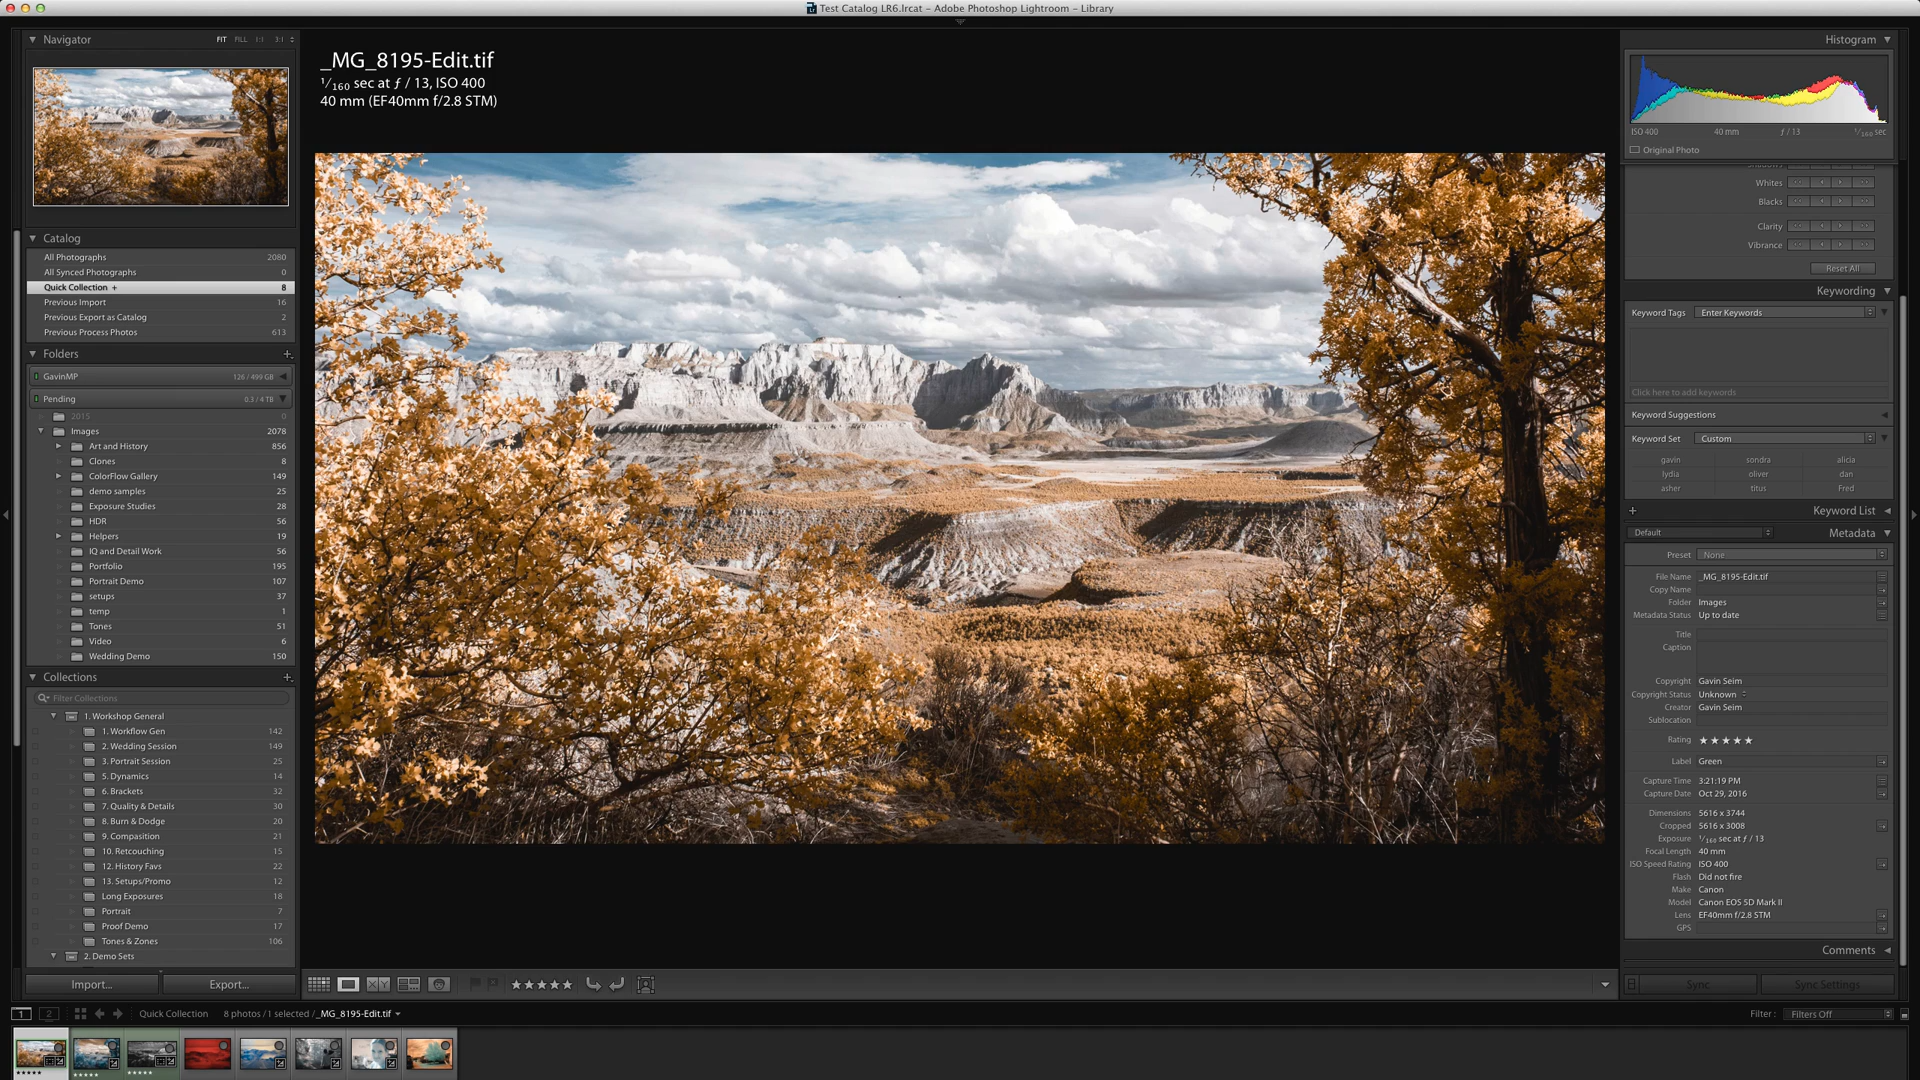 Test Catalog LR6.lrcat - Adobe Photoshop Lightroom - Library
Navigator
FIT FILL 1:1 3:1
Catalog
All Photographs 2080
All Synced Photographs 0
Quick Collection + 8
Previous Import 16
Previous Export as Catalog 2
Previous Process Photos 613
Folders
GavinMP 126 / 499 GB
Pending 0.3 / 4 TB
2015 0
Images 2078
Art and History 856
Clones 8
ColorFlow Gallery 149
demo samples 25
Exposure Studies 28
HDR 56
Helpers 19
IQ and Detail Work 56
Portfolio 195
Portrait Demo 107
setups 37
temp 1
Tones 51
Video 6
Wedding Demo 150
Collections
Filter Collections
1. Workshop General
1. Workflow Gen 142
2. Wedding Session 149
3. Portrait Session 25
5. Dynamics 14
6. Brackets 32
7. Quality & Details 30
8. Burn & Dodge 20
9. Compasition 21
10. Retcouching 15
12. History Favs 22
13. Setups/Promo 12
Long Exposures 18
Portrait 7
Proof Demo 17
Tones & Zones 106
2. Demo Sets
Import... Export...
_MG_8195-Edit.tif
1/160 sec at ƒ / 13, ISO 400
40 mm (EF40mm f/2.8 STM)
XY
Histogram
ISO 400 40 mm ƒ / 13 1/160 sec
Original Photo
Whites
Blacks
Clarity
Vibrance
Reset All
Keywording
Keyword Tags Enter Keywords
Click here to add keywords
Keyword Suggestions
Keyword Set Custom
gavin sondra alicia
lydia oliver dan
asher titus Fred
+ Keyword List
Default Metadata
Preset None
File Name _MG_8195-Edit.tif
Copy Name
Folder Images
Metadata Status Up to date
Title
Caption
Copyright Gavin Seim
Copyright Status Unknown
Creator Gavin Seim
Sublocation
Rating ★★★★★
Label Green
Capture Time 3:21:19 PM
Capture Date Oct 29, 2016
Dimensions 5616 x 3744
Cropped 5616 x 3008
Exposure 1/160 sec at ƒ / 13
Focal Length 40 mm
ISO Speed Rating ISO 400
Flash Did not fire
Make Canon
Model Canon EOS 5D Mark II
Lens EF40mm f/2.8 STM
GPS
Comments
Sync Sync Settings
1 2 Quick Collection 8 photos / 1 selected / _MG_8195-Edit.tif
Filter : Filters Off